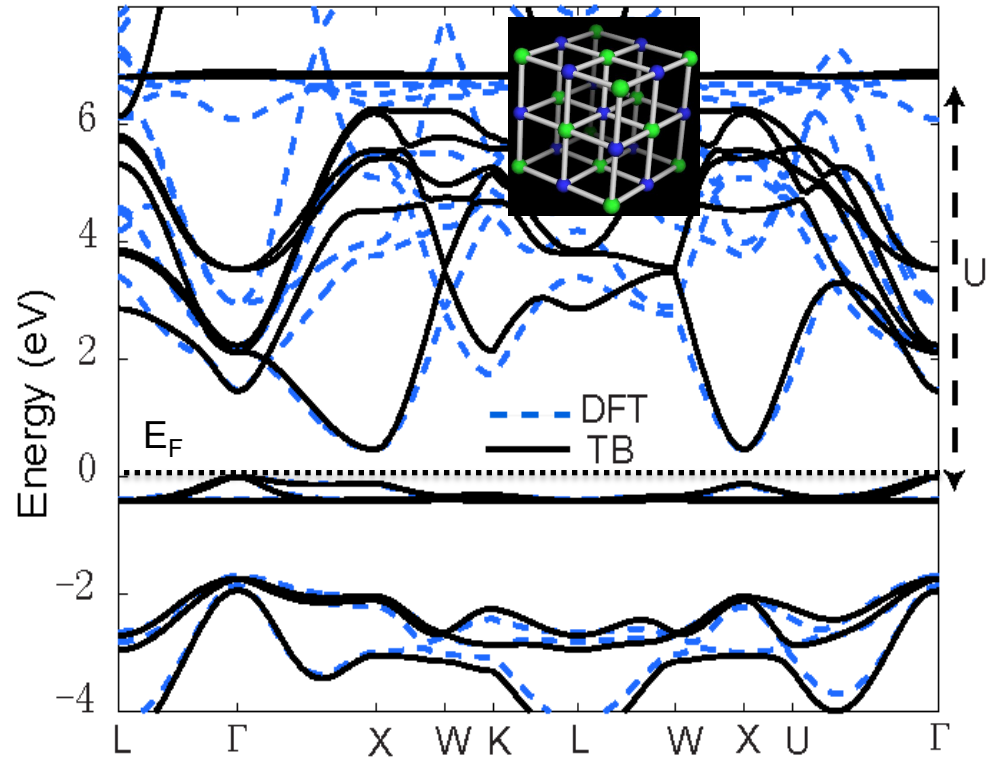 Energy (eV)
6
4
2
0
−2
−4
E_F
DFT
TB
U
L Γ X W K L W X U Γ